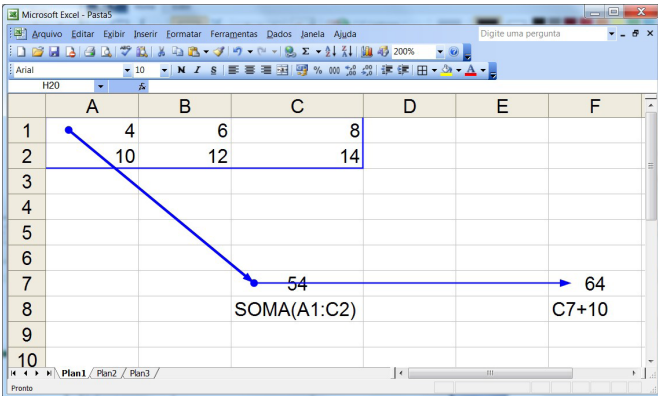 Microsoft Excel - Pasta5
Arquivo Editar Exibir Inserir Formatar Ferramentas Dados Janela Ajuda Digite uma pergunta
200%
Arial 10 N I S % 000
H20 fx
A B C D E F
1 4 6 8
2 10 12 14
3
4
5
6
7 54 64
8 SOMA(A1:C2) C7+10
9
10
Plan1 Plan2 Plan3
Pronto